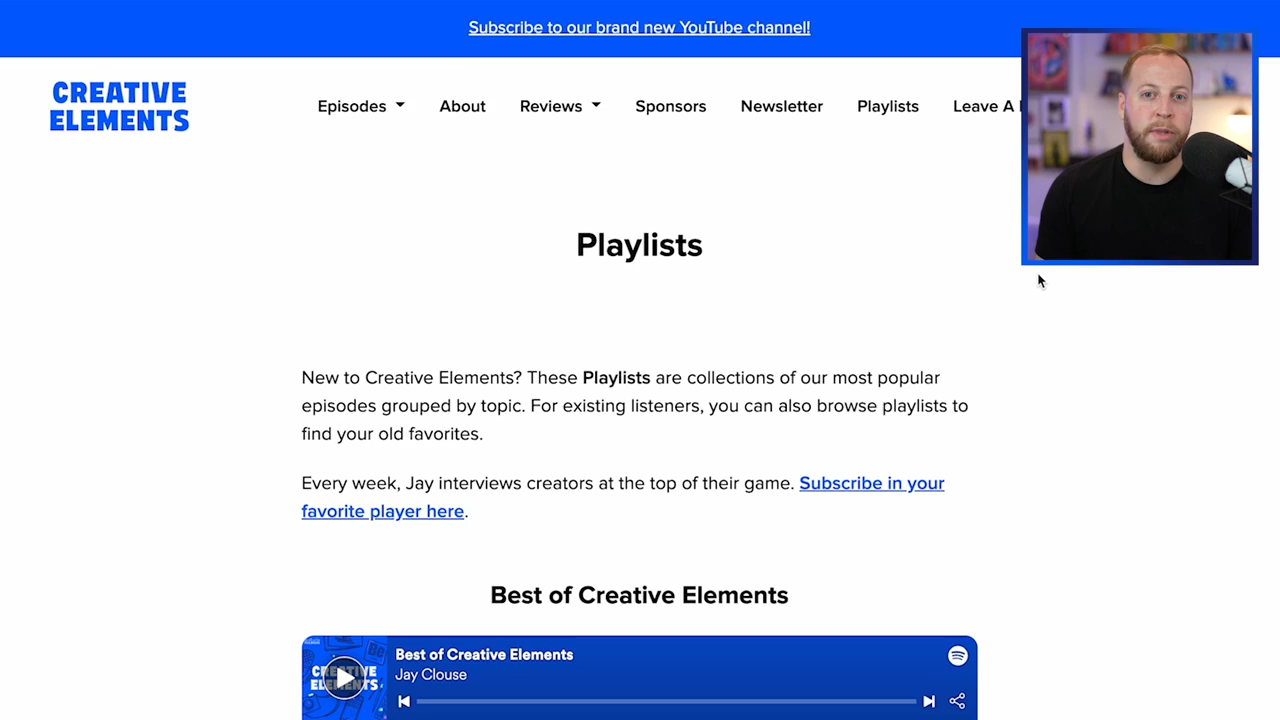 Subscribe to our brand new YouTube channel!
CREATIVE
ELEMENTS
Episodes
About
Reviews
Sponsors
Newsletter
Playlists
Leave A
Playlists
New to Creative Elements? These Playlists are collections of our most popular
episodes grouped by topic. For existing listeners, you can also browse playlists to
find your old favorites.
Every week, Jay interviews creators at the top of their game. Subscribe in your
favorite player here.
Best of Creative Elements
CREATIVE
ELEMENTS
Best of Creative Elements
Jay Clouse